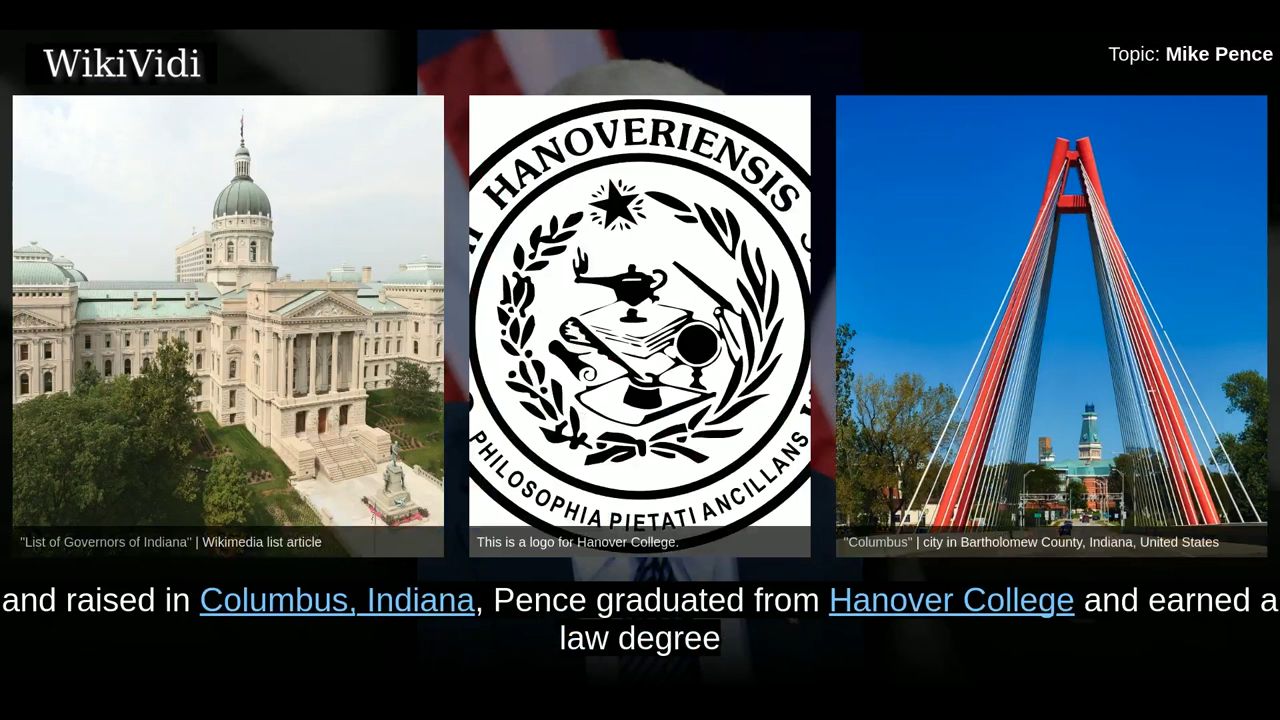 WikiVidi
Topic: Mike Pence
HANOVERIENSIS
PHILOSOPHIA PIETATI ANCILLANS
"List of Governors of Indiana" | Wikimedia list article
This is a logo for Hanover College.
"Columbus" | city in Bartholomew County, Indiana, United States
and raised in Columbus, Indiana, Pence graduated from Hanover College and earned a
law degree